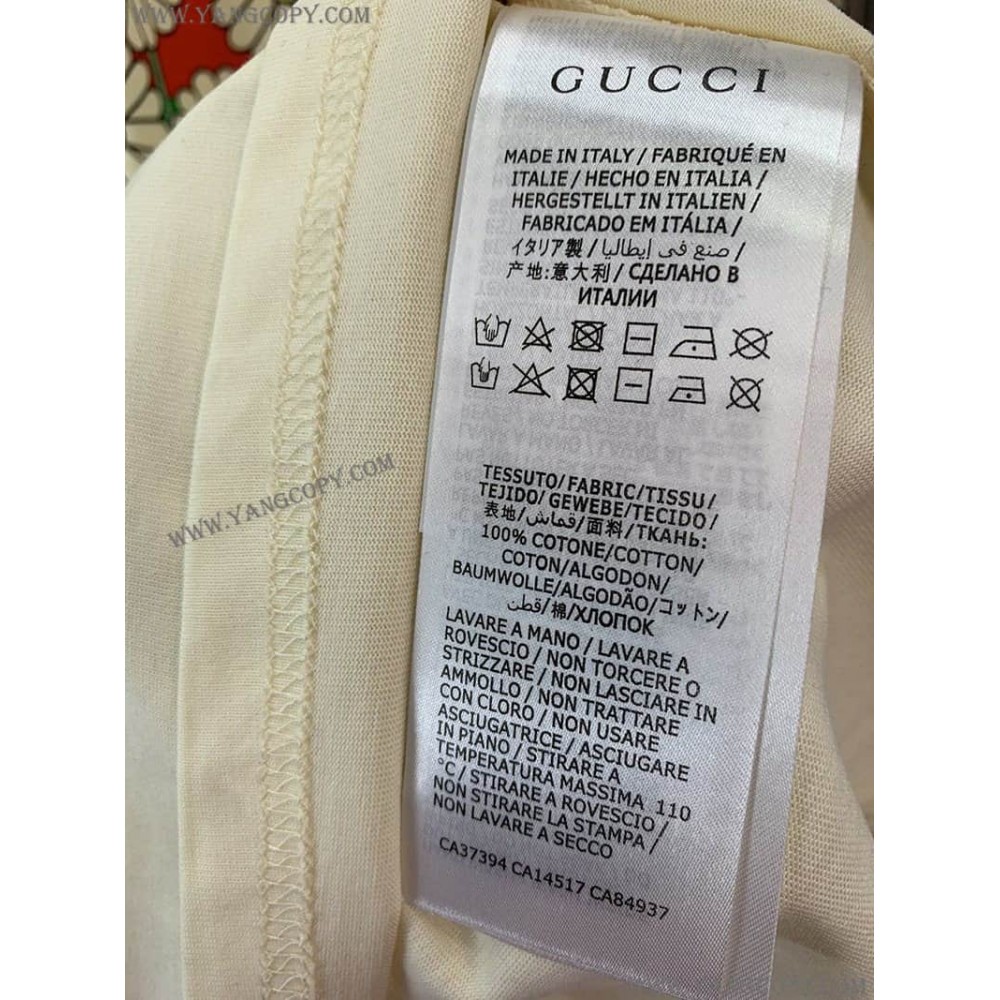 WWW.YANGCOPY.COM
GUCCI
MADE IN ITALY / FABRIQUÉ EN
ITALIE / HECHO EN ITALIA /
HERGESTELLT IN ITALIEN /
FABRICADO EM ITÁLIA /
イタリア製 / صنع في إيطاليا /
产地:意大利 / СДЕЛАНО В
ИТАЛИИ
TESSUTO/FABRIC/TISSU/
TEJIDO/GEWEBE/TECIDO/
表地/قماش/面料/ТКАНЬ:
100% COTONE/COTTON/
COTON/ALGODON/
BAUMWOLLE/ALGODÃO/コットン/
قطن/棉/ХЛОПОК
LAVARE A MANO / LAVARE A
ROVESCIO / NON TORCERE O
STRIZZARE / NON LASCIARE IN
AMMOLLO / NON TRATTARE
CON CLORO / NON USARE
ASCIUGATRICE / ASCIUGARE
IN PIANO / STIRARE A
TEMPERATURA MASSIMA 110
°C / STIRARE A ROVESCIO /
NON STIRARE LA STAMPA /
NON LAVARE A SECCO
CA37394 CA14517 CA84937
WWW.YANGCOPY.COM